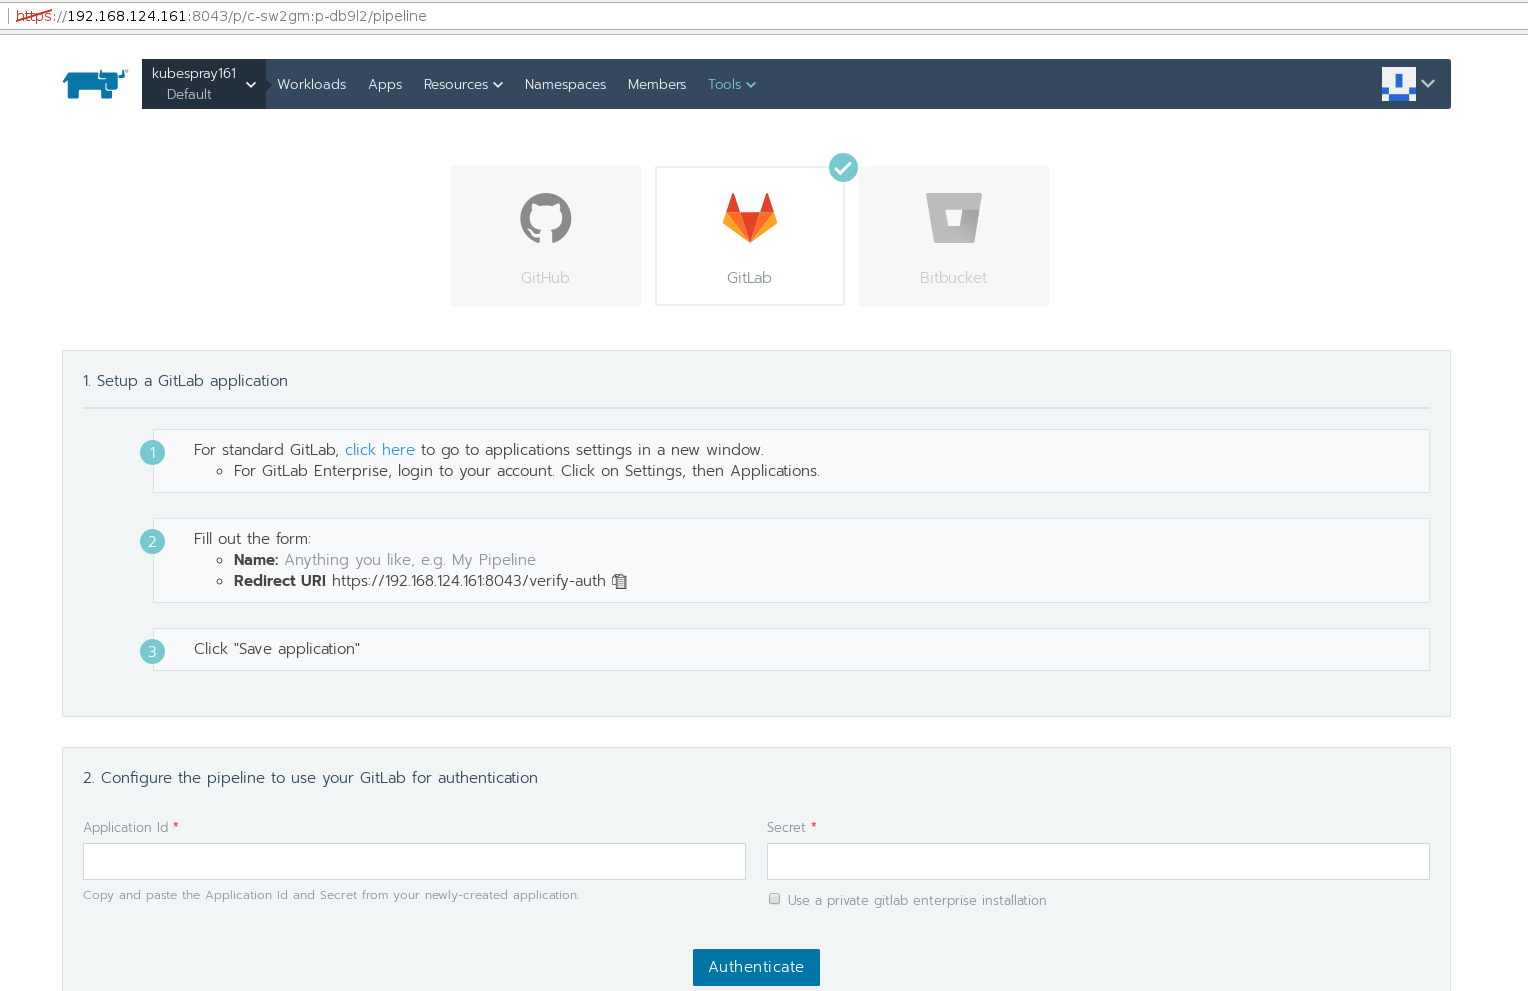 https://192.168.124.161:8043/p/c-sw2gm:p-db9l2/pipeline
kubespray161
Default
Workloads Apps Resources Namespaces Members Tools
GitHub GitLab Bitbucket
1. Setup a GitLab application
1 For standard GitLab, click here to go to applications settings in a new window.
For GitLab Enterprise, login to your account. Click on Settings, then Applications.
2 Fill out the form:
Name: Anything you like, e.g. My Pipeline
Redirect URI https://192.168.124.161:8043/verify-auth
3 Click "Save application"
2. Configure the pipeline to use your GitLab for authentication
Application Id * Secret *
Copy and paste the Application Id and Secret from your newly-created application.
Use a private gitlab enterprise installation
Authenticate